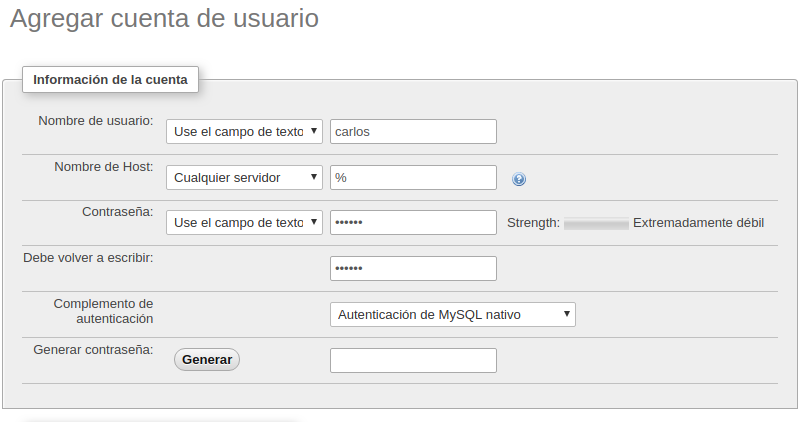 Agregar cuenta de usuario
Información de la cuenta
Nombre de usuario: Use el campo de texto carlos
Nombre de Host: Cualquier servidor %
Contraseña: Use el campo de texto •••••• Strength: Extremadamente débil
Debe volver a escribir: ••••••
Complemento de
autenticación Autenticación de MySQL nativo
Generar contraseña: Generar